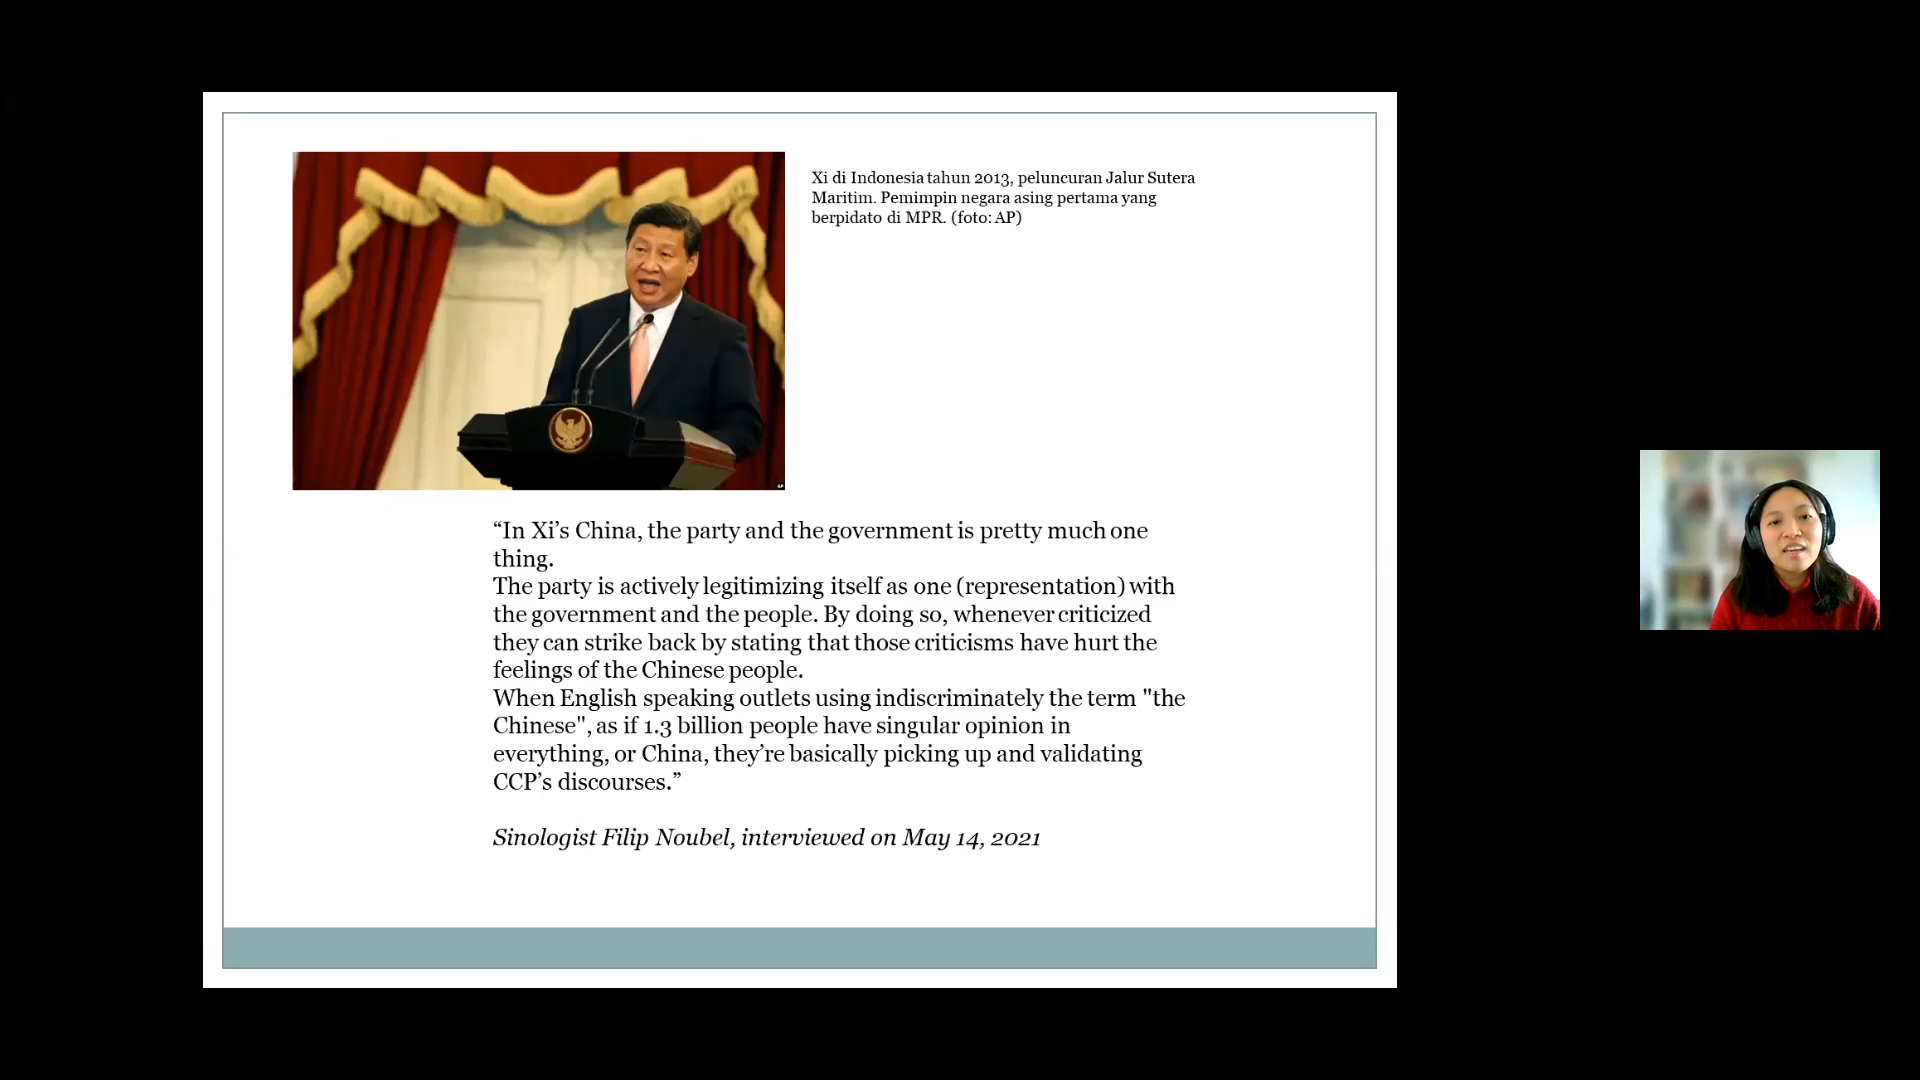 Xi di Indonesia tahun 2013, peluncuran Jalur Sutera
Maritim. Pemimpin negara asing pertama yang
berpidato di MPR. (foto: AP)
AP
“In Xi’s China, the party and the government is pretty much one
thing.
The party is actively legitimizing itself as one (representation) with
the government and the people. By doing so, whenever criticized
they can strike back by stating that those criticisms have hurt the
feelings of the Chinese people.
When English speaking outlets using indiscriminately the term "the
Chinese", as if 1.3 billion people have singular opinion in
everything, or China, they’re basically picking up and validating
CCP’s discourses.”
Sinologist Filip Noubel, interviewed on May 14, 2021